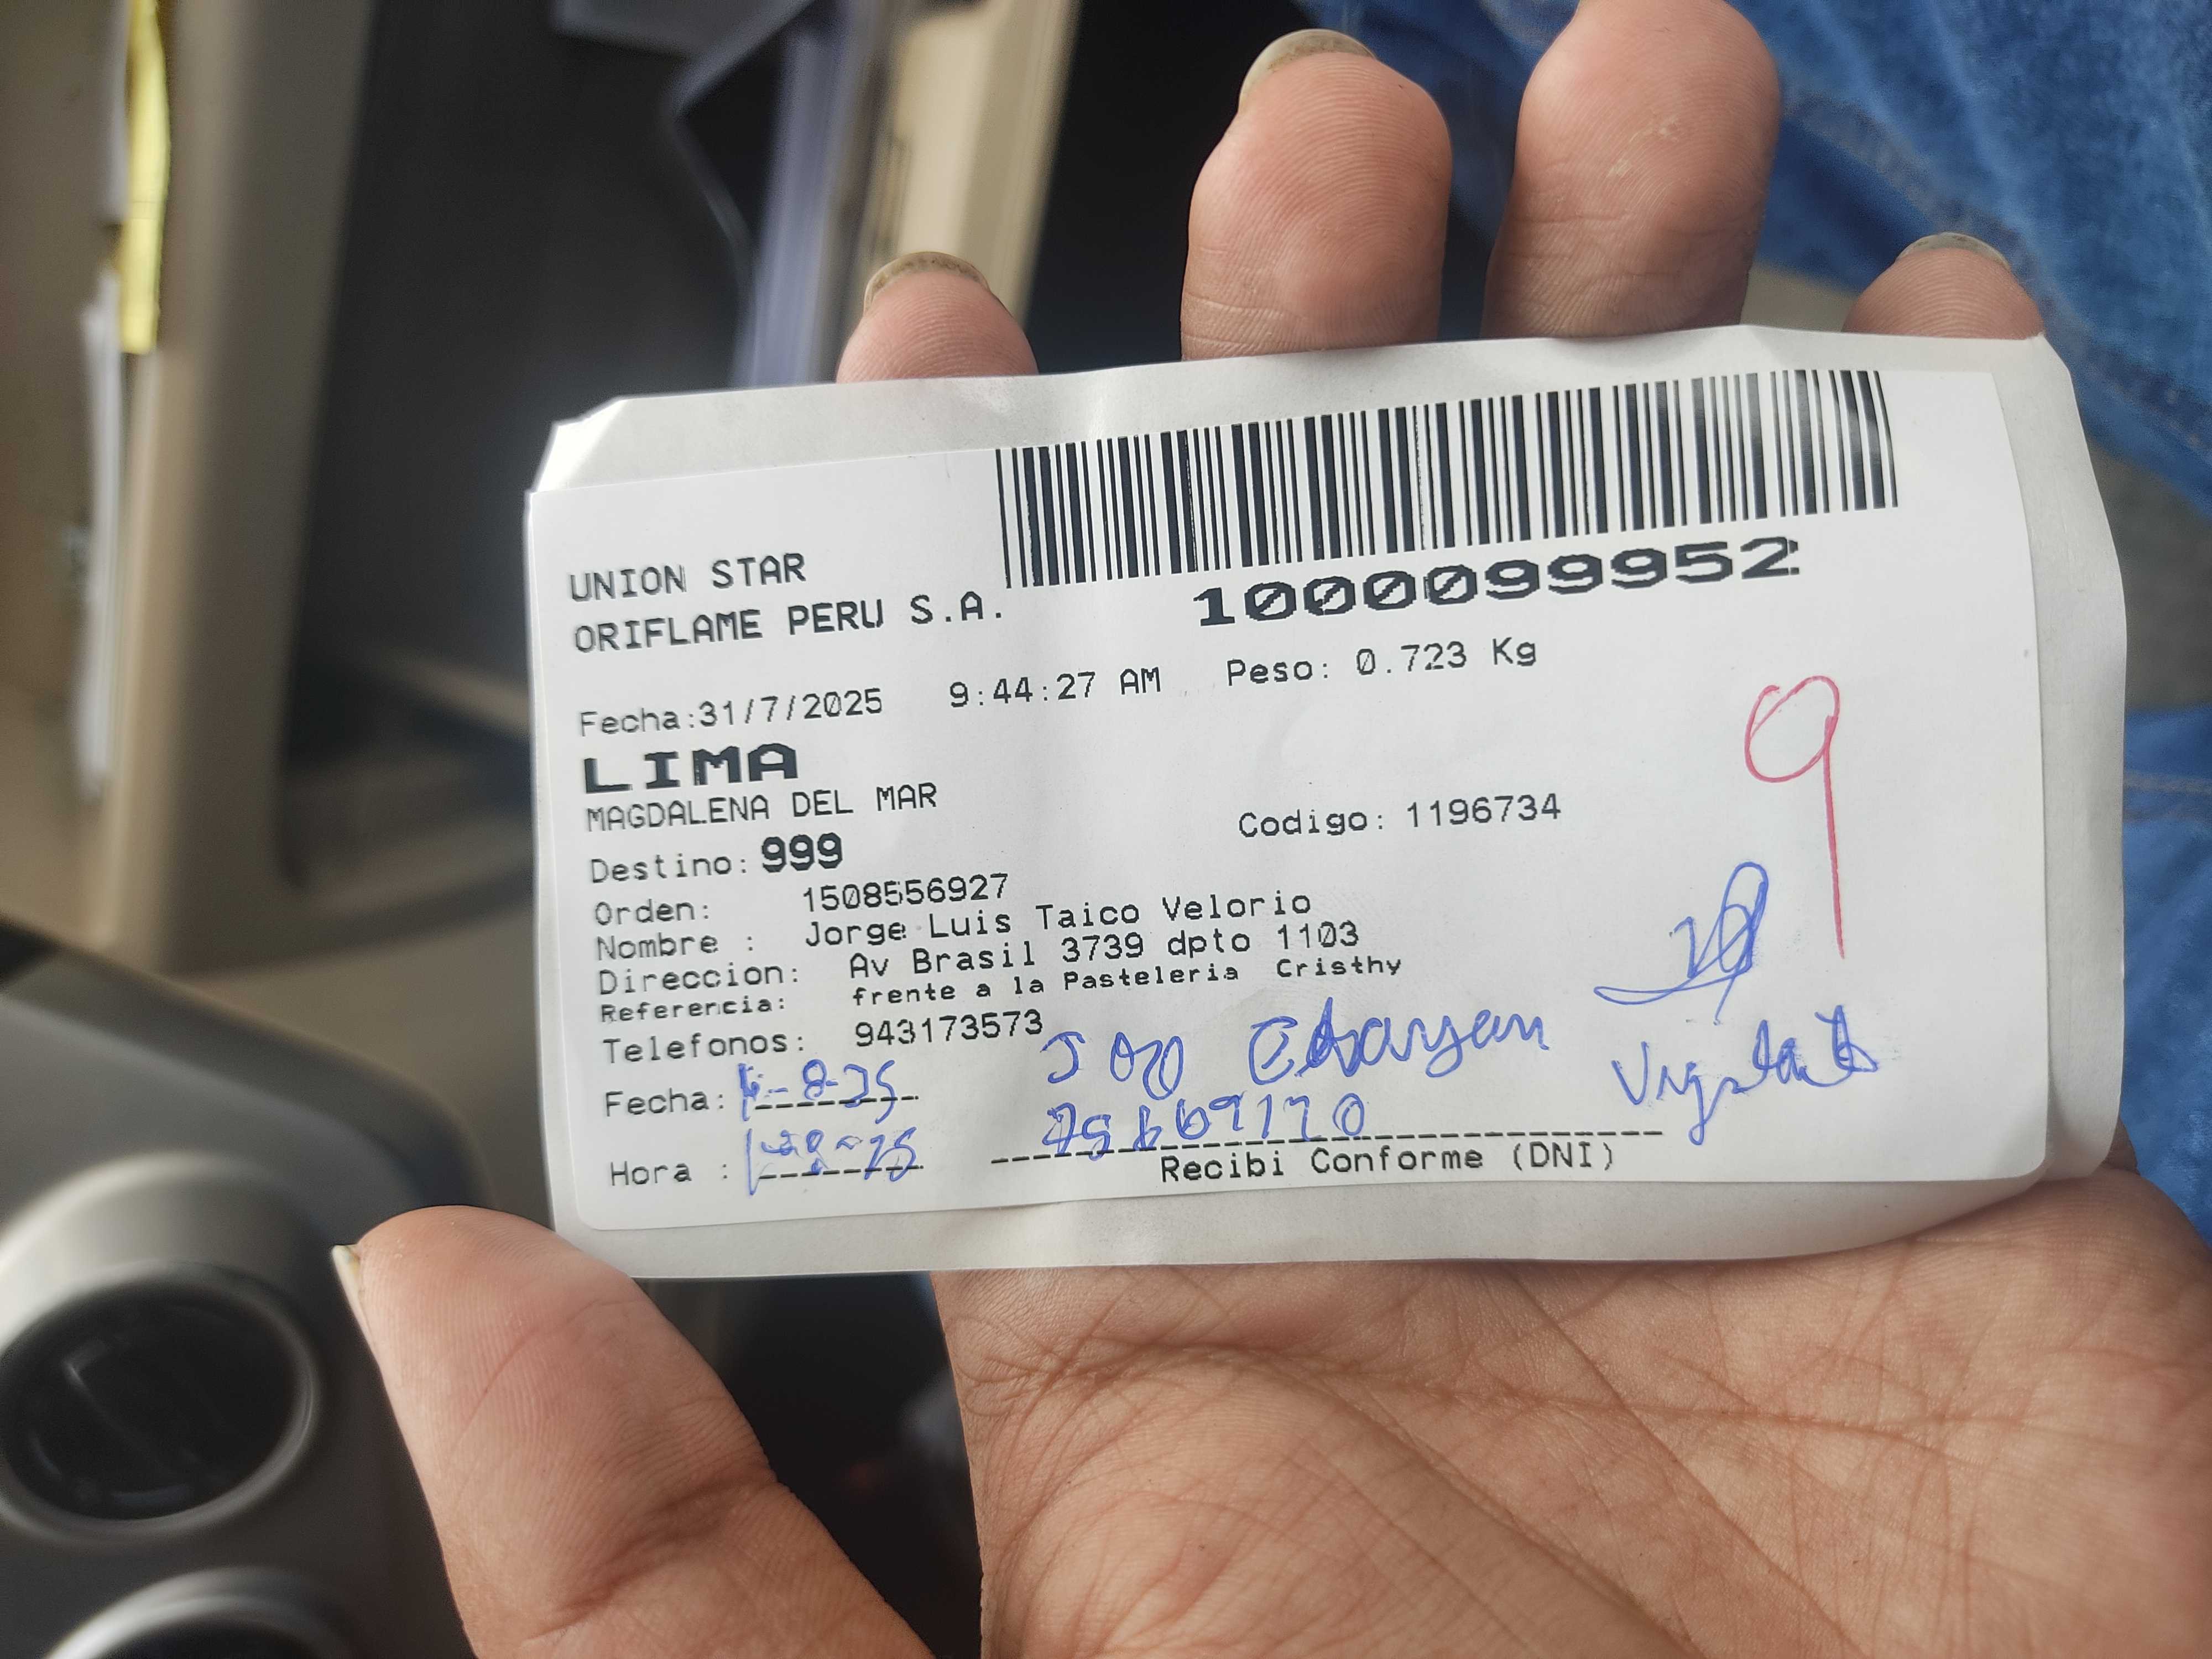 UNION STAR
ORIFLAME PERU S.A.
1000099952
Fecha:31/7/2025 9:44:27 AM Peso: 0.723 Kg
LIMA
MAGDALENA DEL MAR
Codigo: 1196734
9
Destino: 999
Orden: 1508556927
Nombre : Jorge Luis Taico Velorio
Direccion: Av Brasil 3739 dpto 1103
Referencia: frente a la Pasteleria Cristhy
Telefonos: 943173573
Fecha:
Hora :
Recibi Conforme (DNI)